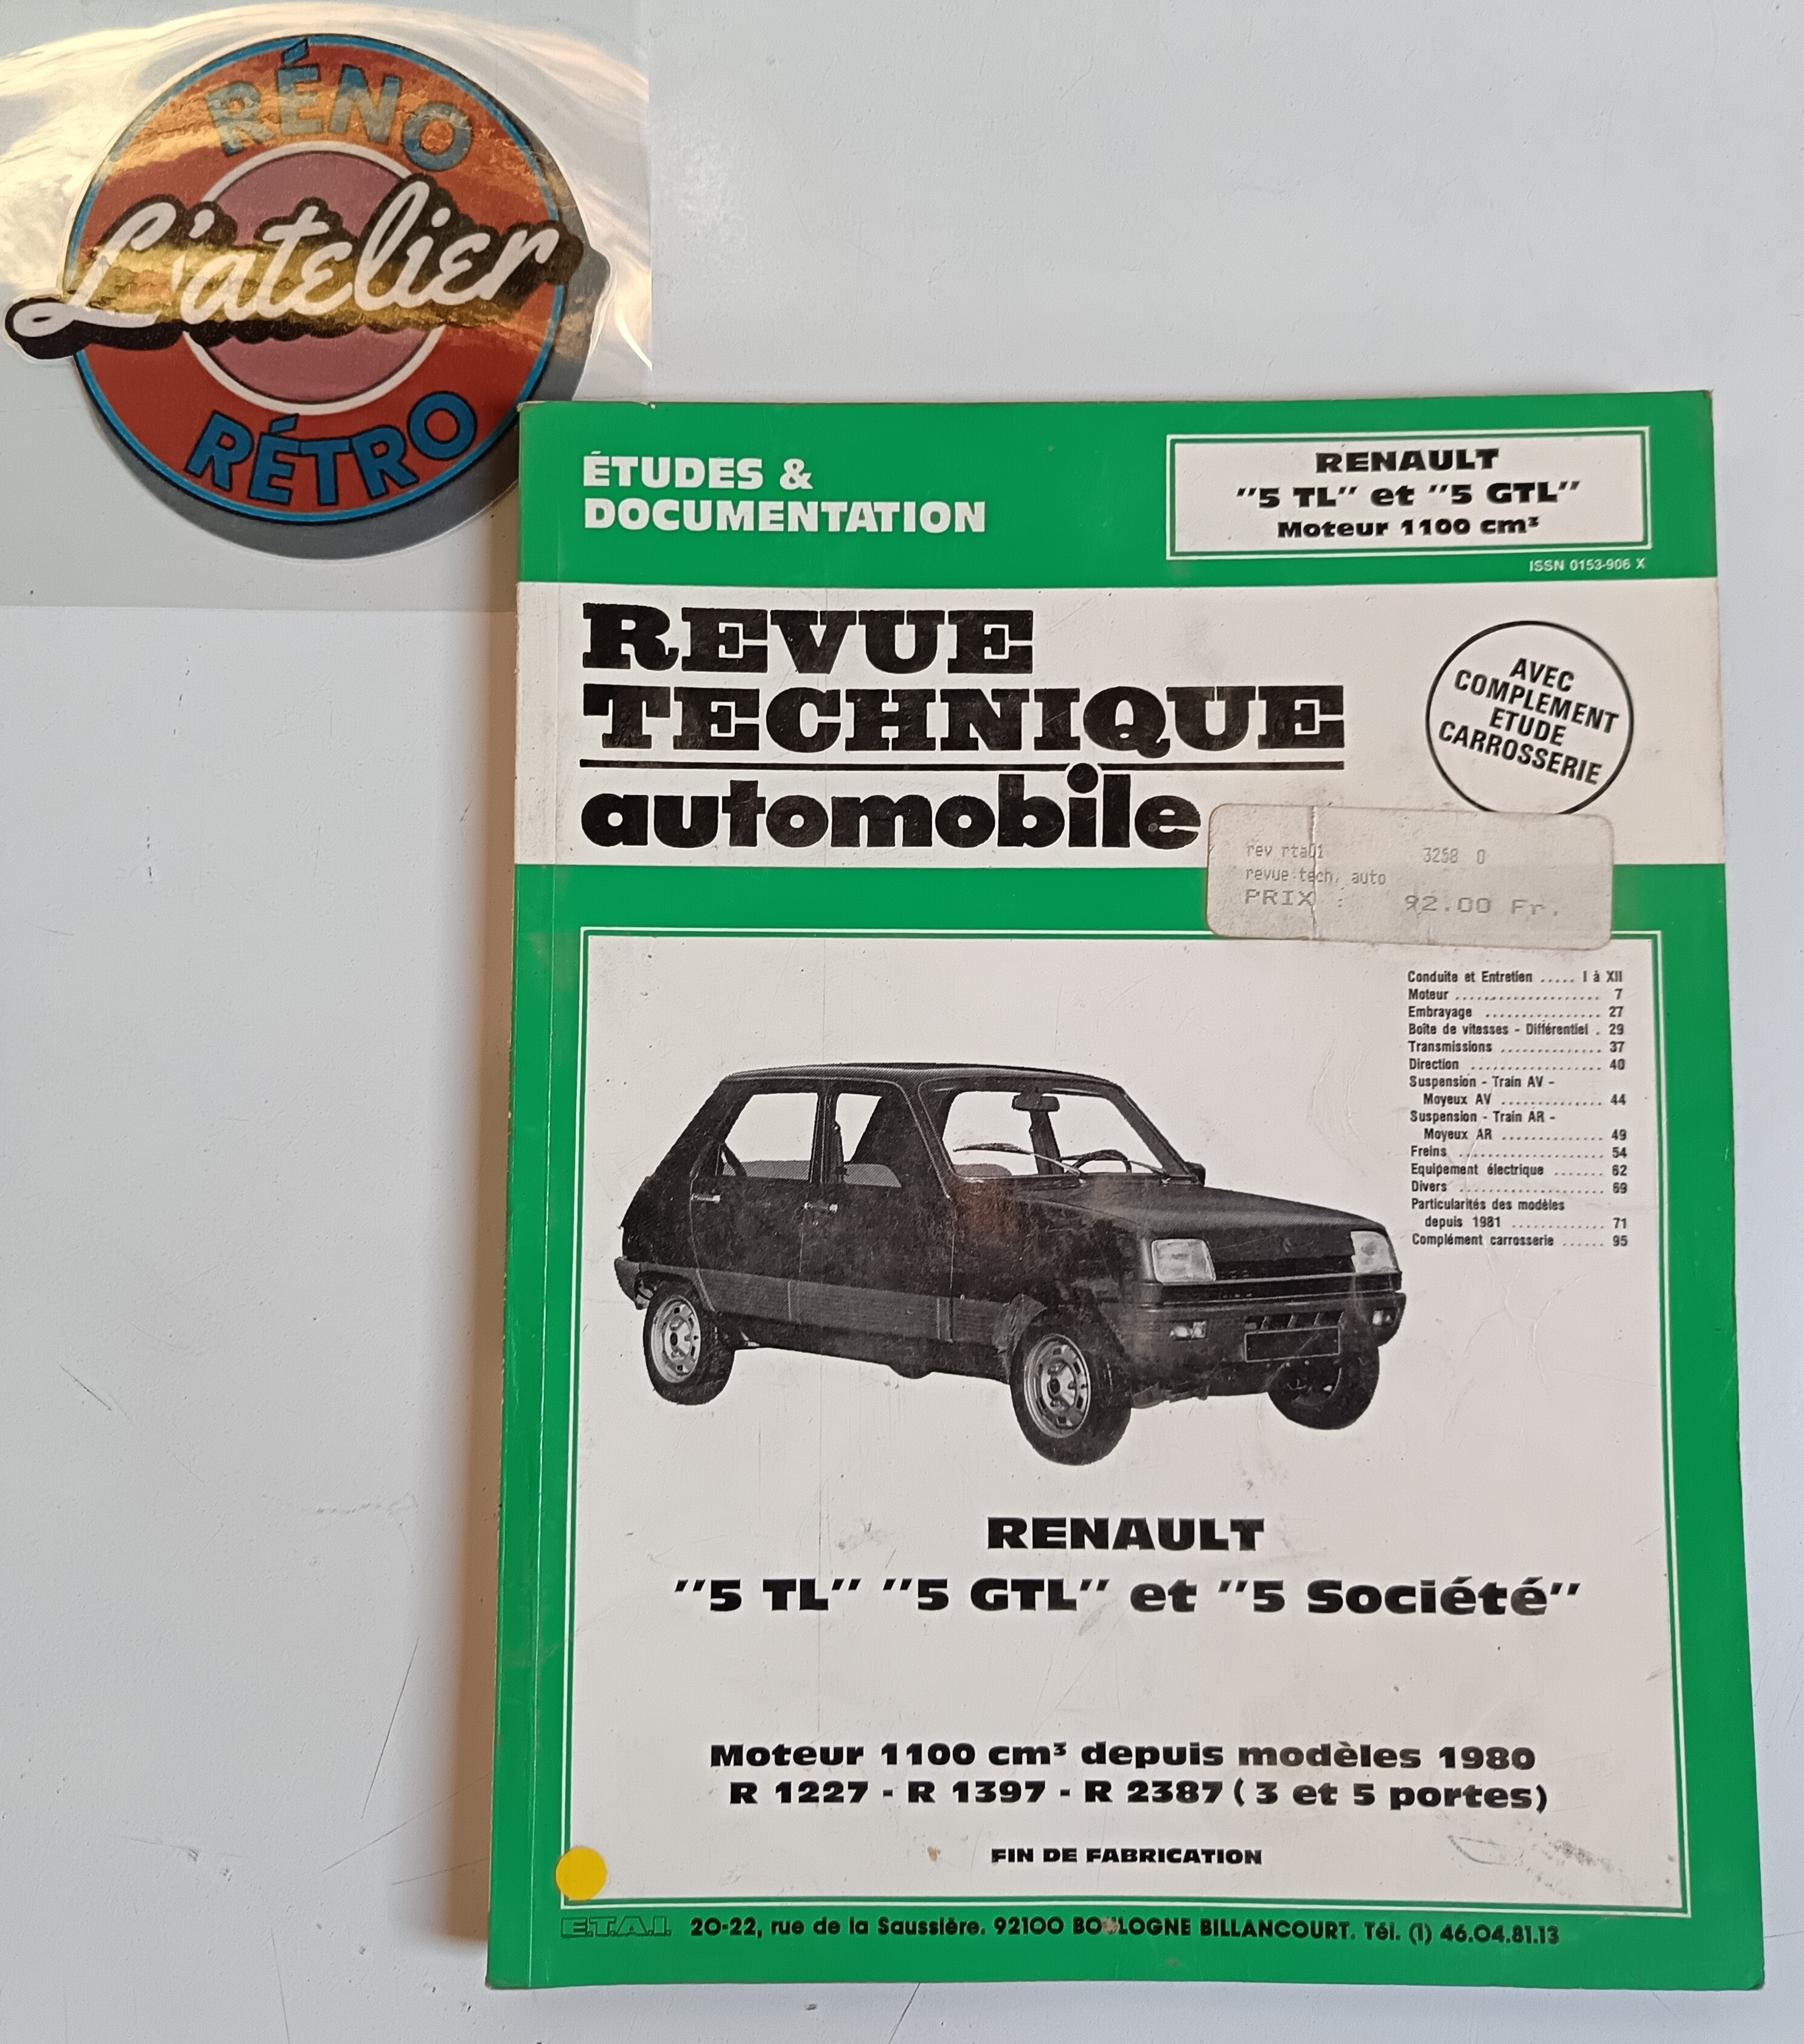 RÉNO
L'atelier
RÉTRO
ÉTUDES &
DOCUMENTATION
RENAULT
"5 TL" et "5 GTL"
Moteur 1100 cm³
ISSN 0153-906 X
REVUE
TECHNIQUE
automobile
AVEC
COMPLEMENT
ETUDE
CARROSSERIE
rev rta01 3258 0
revue tech. auto
PRIX : 92.00 Fr.
Conduite et Entretien ..... I à XII
Moteur ..................... 7
Embrayage ................ 27
Boîte de vitesses - Différentiel . 29
Transmissions .............. 37
Direction ................... 40
Suspension - Train AV -
Moyeux AV ............... 44
Suspension - Train AR -
Moyeux AR ............... 49
Freins ..................... 54
Equipement électrique ....... 62
Divers ..................... 69
Particularités des modèles
depuis 1981 ............. 71
Complément carrosserie ...... 95
RENAULT
"5 TL" "5 GTL" et "5 Société"
Moteur 1100 cm³ depuis modèles 1980
R 1227 - R 1397 - R 2387 ( 3 et 5 portes)
FIN DE FABRICATION
E.T.A.I. 20-22, rue de la Saussière. 92100 BOULOGNE BILLANCOURT. Tél. (1) 46.04.81.13